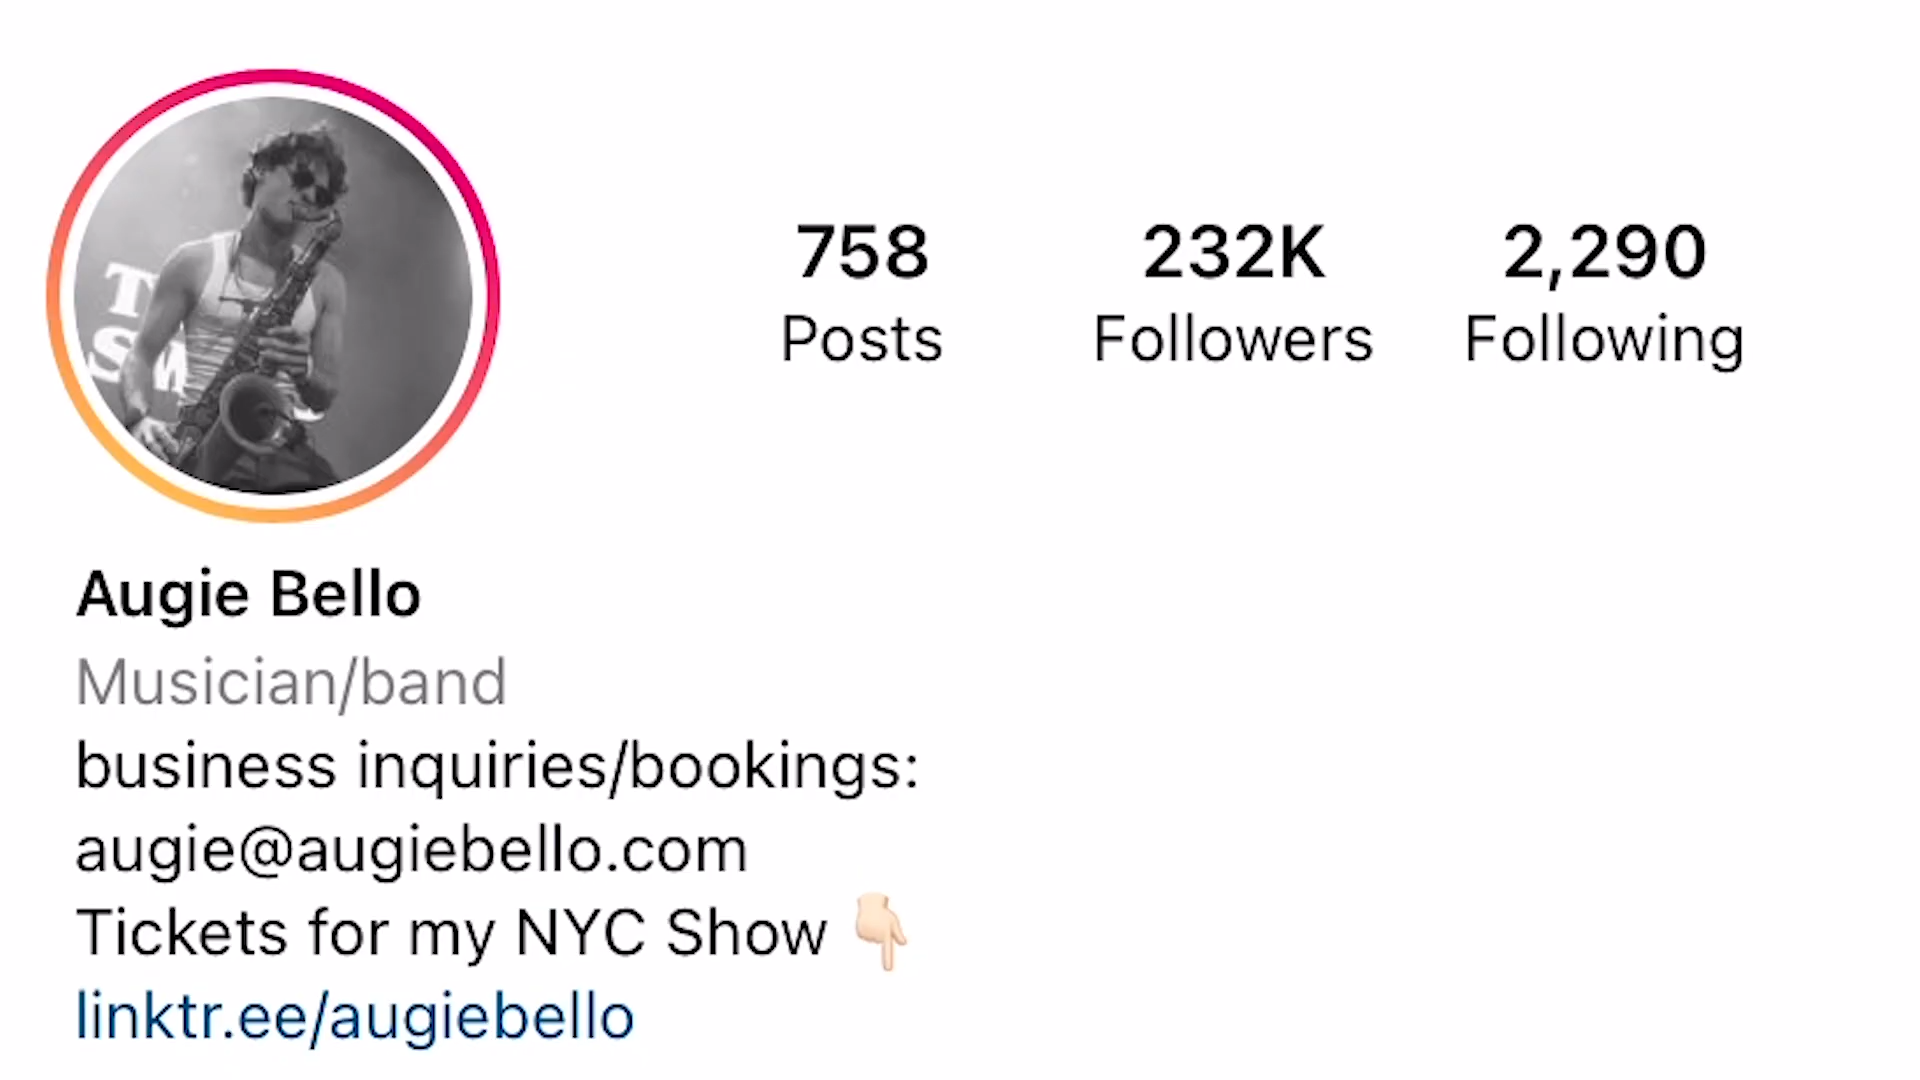 758 232K 2,290
Posts Followers Following
Augie Bello
Musician/band
business inquiries/bookings:
augie@augiebello.com
Tickets for my NYC Show 👇🏻
linktr.ee/augiebello